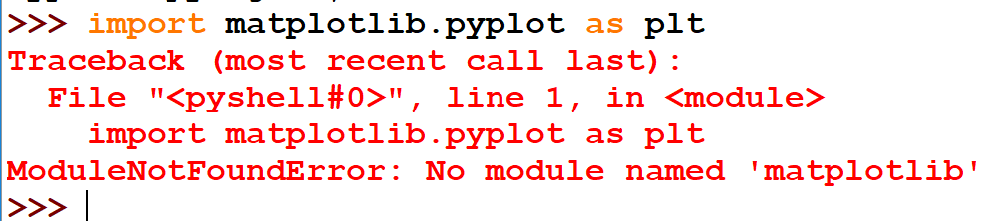 >>> import matplotlib.pyplot as plt
Traceback (most recent call last):
  File "<pyshell#0>", line 1, in <module>
    import matplotlib.pyplot as plt
ModuleNotFoundError: No module named 'matplotlib'
>>>